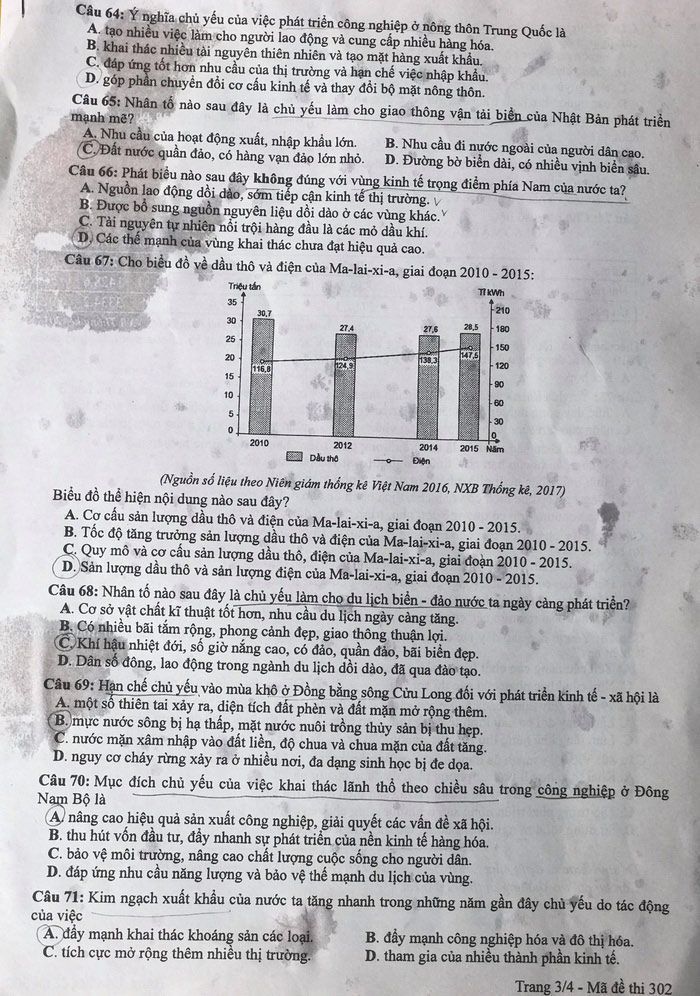 Câu 64: Ý nghĩa chủ yếu của việc phát triển công nghiệp ở nông thôn Trung Quốc là
A. tạo nhiều việc làm cho người lao động và cung cấp nhiều hàng hóa.
B. khai thác nhiều tài nguyên thiên nhiên và tạo mặt hàng xuất khẩu.
C. đáp ứng tốt hơn nhu cầu của thị trường và hạn chế việc nhập khẩu.
D. góp phần chuyển đổi cơ cấu kinh tế và thay đổi bộ mặt nông thôn.
Câu 65: Nhân tố nào sau đây là chủ yếu làm cho giao thông vận tải biển của Nhật Bản phát triển
mạnh mẽ?
A. Nhu cầu của hoạt động xuất, nhập khẩu lớn. B. Nhu cầu đi nước ngoài của người dân cao.
C. Đất nước quần đảo, có hàng vạn đảo lớn nhỏ. D. Đường bờ biển dài, có nhiều vịnh biển sâu.
Câu 66: Phát biểu nào sau đây không đúng với vùng kinh tế trọng điểm phía Nam của nước ta?
A. Nguồn lao động dồi dào, sớm tiếp cận kinh tế thị trường.
B. Được bổ sung nguồn nguyên liệu dồi dào ở các vùng khác.
C. Tài nguyên tự nhiên nổi trội hàng đầu là các mỏ dầu khí.
D. Các thế mạnh của vùng khai thác chưa đạt hiệu quả cao.
Câu 67: Cho biểu đồ về dầu thô và điện của Ma-lai-xi-a, giai đoạn 2010 - 2015:
Triệu tấn Tỉ kWh
35 210
30 30,7 27,4 27,6 28,5 180
25 150
20 116,8 124,9 138,3 147,5 120
15 90
10 60
5 30
0 0
2010 2012 2014 2015 Năm
Dầu thô Điện
(Nguồn số liệu theo Niên giám thống kê Việt Nam 2016, NXB Thống kê, 2017)
Biểu đồ thể hiện nội dung nào sau đây?
A. Cơ cấu sản lượng dầu thô và điện của Ma-lai-xi-a, giai đoạn 2010 - 2015.
B. Tốc độ tăng trưởng sản lượng dầu thô và điện của Ma-lai-xi-a, giai đoạn 2010 - 2015.
C. Quy mô và cơ cấu sản lượng dầu thô, điện của Ma-lai-xi-a, giai đoạn 2010 - 2015.
D. Sản lượng dầu thô và sản lượng điện của Ma-lai-xi-a, giai đoạn 2010 - 2015.
Câu 68: Nhân tố nào sau đây là chủ yếu làm cho du lịch biển - đảo nước ta ngày càng phát triển?
A. Cơ sở vật chất kĩ thuật tốt hơn, nhu cầu du lịch ngày càng tăng.
B. Có nhiều bãi tắm rộng, phong cảnh đẹp, giao thông thuận lợi.
C. Khí hậu nhiệt đới, số giờ nắng cao, có đảo, quần đảo, bãi biển đẹp.
D. Dân số đông, lao động trong ngành du lịch dồi dào, đã qua đào tạo.
Câu 69: Hạn chế chủ yếu vào mùa khô ở Đồng bằng sông Cửu Long đối với phát triển kinh tế - xã hội là
A. một số thiên tai xảy ra, diện tích đất phèn và đất mặn mở rộng thêm.
B. mực nước sông bị hạ thấp, mặt nước nuôi trồng thủy sản bị thu hẹp.
C. nước mặn xâm nhập vào đất liền, độ chua và chua mặn của đất tăng.
D. nguy cơ cháy rừng xảy ra ở nhiều nơi, đa dạng sinh học bị đe dọa.
Câu 70: Mục đích chủ yếu của việc khai thác lãnh thổ theo chiều sâu trong công nghiệp ở Đông
Nam Bộ là
A. nâng cao hiệu quả sản xuất công nghiệp, giải quyết các vấn đề xã hội.
B. thu hút vốn đầu tư, đẩy nhanh sự phát triển của nền kinh tế hàng hóa.
C. bảo vệ môi trường, nâng cao chất lượng cuộc sống cho người dân.
D. đáp ứng nhu cầu năng lượng và bảo vệ thế mạnh du lịch của vùng.
Câu 71: Kim ngạch xuất khẩu của nước ta tăng nhanh trong những năm gần đây chủ yếu do tác động
của việc
A. đẩy mạnh khai thác khoáng sản các loại. B. đẩy mạnh công nghiệp hóa và đô thị hóa.
C. tích cực mở rộng thêm nhiều thị trường. D. tham gia của nhiều thành phần kinh tế.
Trang 3/4 - Mã đề thi 302